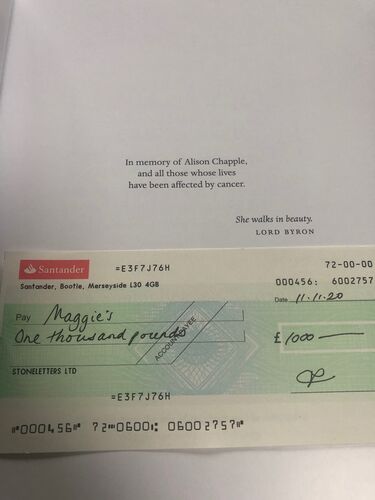 In memory of Alison Chapple,
and all those whose lives
have been affected by cancer.
She walks in beauty.
LORD BYRON
Santander
=E3F7J76H
72-00-00
Santander, Bootle, Merseyside L30 4GB
000456: 6002757
Date 11.11.20
Pay Maggie's
One thousand pounds
ACCOUNT PAYEE
£ 1000
STONELETTERS LTD
=E3F7J76H
⑈000456⑈ 72⑉0600⑆ 06002757⑈